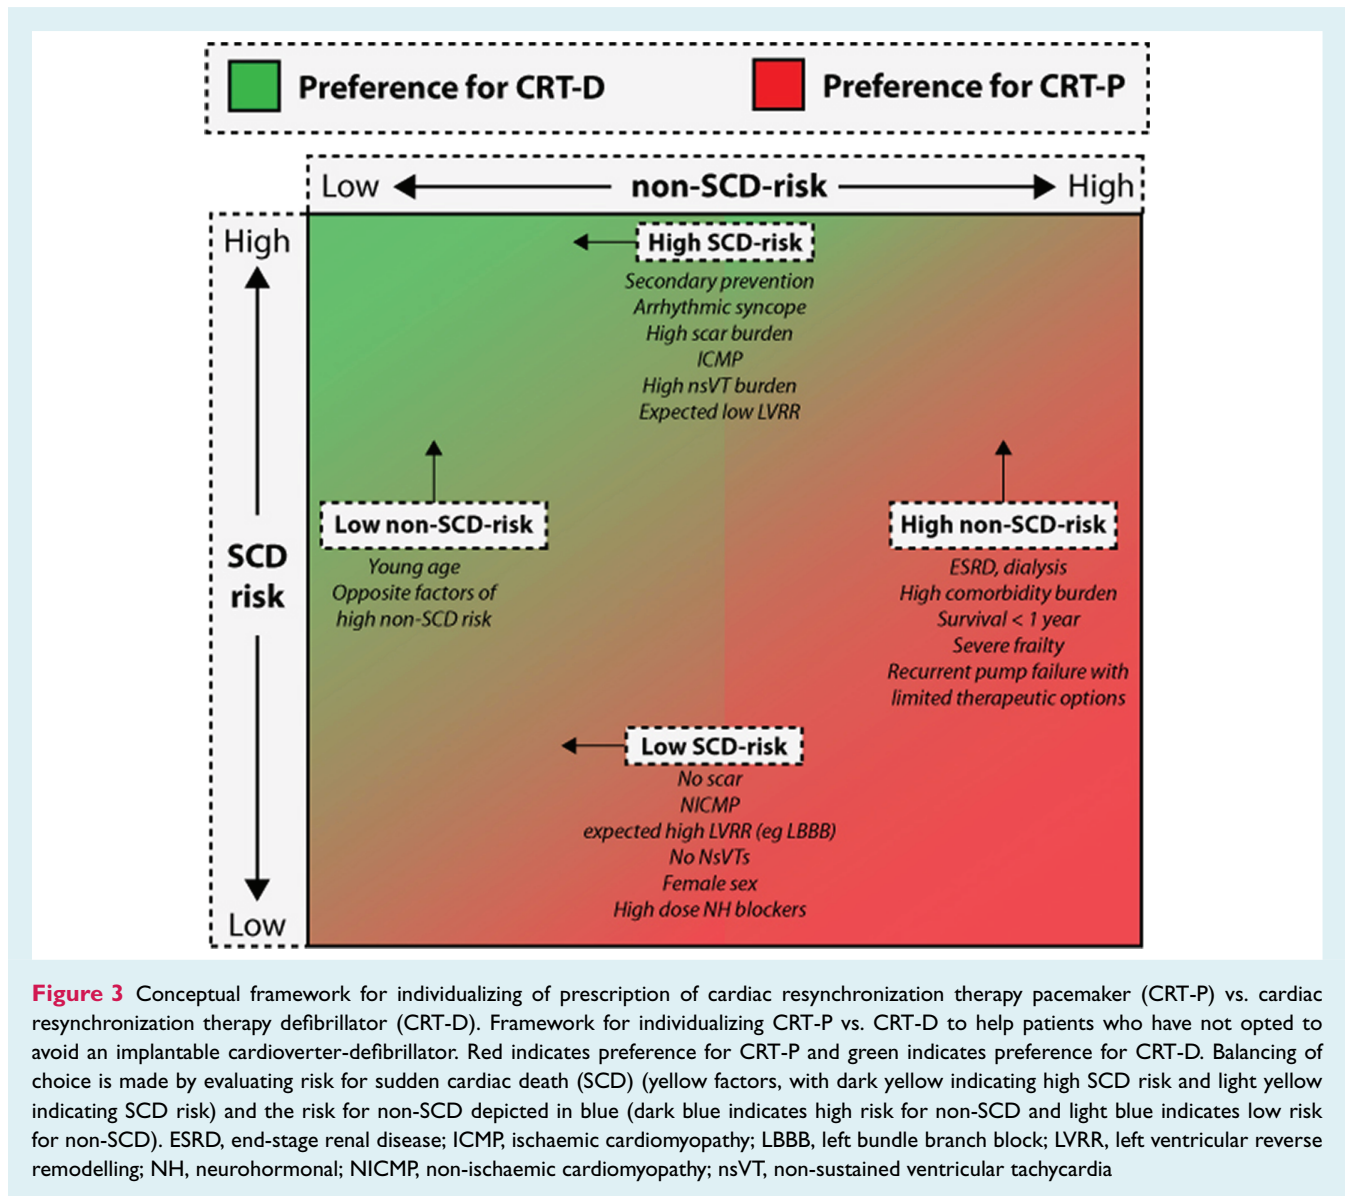 Preference for CRT-D
Preference for CRT-P
Low
non-SCD-risk
High
High
SCD
risk
Low
High SCD-risk
Secondary prevention
Arrhythmic syncope
High scar burden
ICMP
High nsVT burden
Expected low LVRR
Low non-SCD-risk
Young age
Opposite factors of
high non-SCD risk
High non-SCD-risk
ESRD, dialysis
High comorbidity burden
Survival < 1 year
Severe frailty
Recurrent pump failure with
limited therapeutic options
Low SCD-risk
No scar
NICMP
expected high LVRR (eg LBBB)
No NsVTs
Female sex
High dose NH blockers
Figure 3 Conceptual framework for individualizing of prescription of cardiac resynchronization therapy pacemaker (CRT-P) vs. cardiac
resynchronization therapy defibrillator (CRT-D). Framework for individualizing CRT-P vs. CRT-D to help patients who have not opted to
avoid an implantable cardioverter-defibrillator. Red indicates preference for CRT-P and green indicates preference for CRT-D. Balancing of
choice is made by evaluating risk for sudden cardiac death (SCD) (yellow factors, with dark yellow indicating high SCD risk and light yellow
indicating SCD risk) and the risk for non-SCD depicted in blue (dark blue indicates high risk for non-SCD and light blue indicates low risk
for non-SCD). ESRD, end-stage renal disease; ICMP, ischaemic cardiomyopathy; LBBB, left bundle branch block; LVRR, left ventricular reverse
remodelling; NH, neurohormonal; NICMP, non-ischaemic cardiomyopathy; nsVT, non-sustained ventricular tachycardia